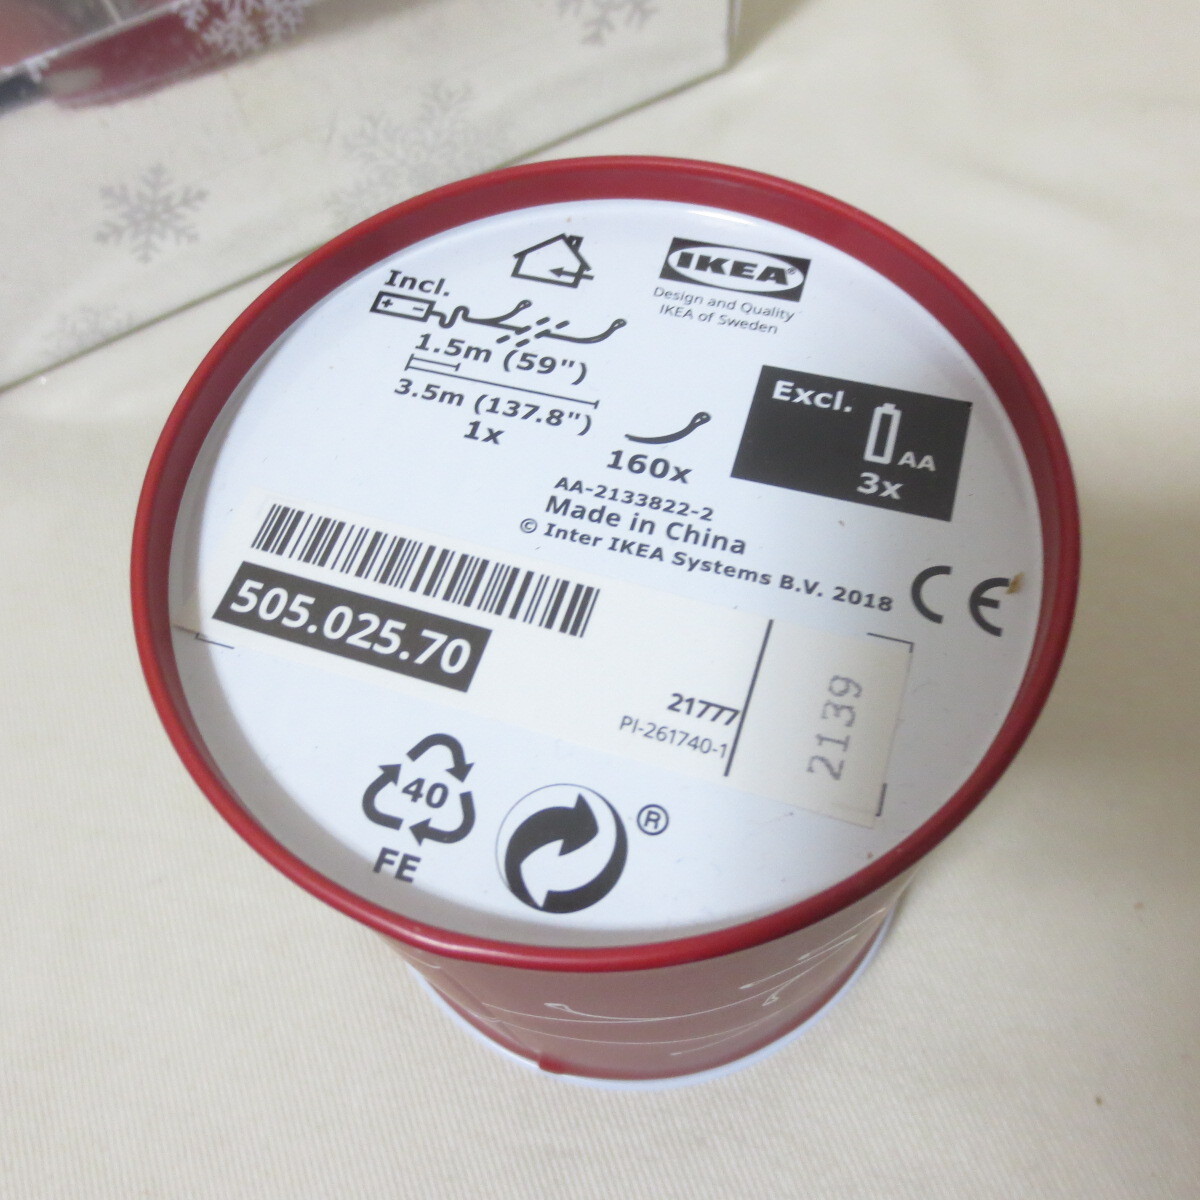 Incl.
+ -
1.5m (59")
3.5m (137.8")
1x
160x
IKEA®
Design and Quality
IKEA of Sweden
Excl.
AA
3x
AA-2133822-2
Made in China
© Inter IKEA Systems B.V. 2018
CE
505.025.70
21777
PI-261740-1
2139
40
FE
®